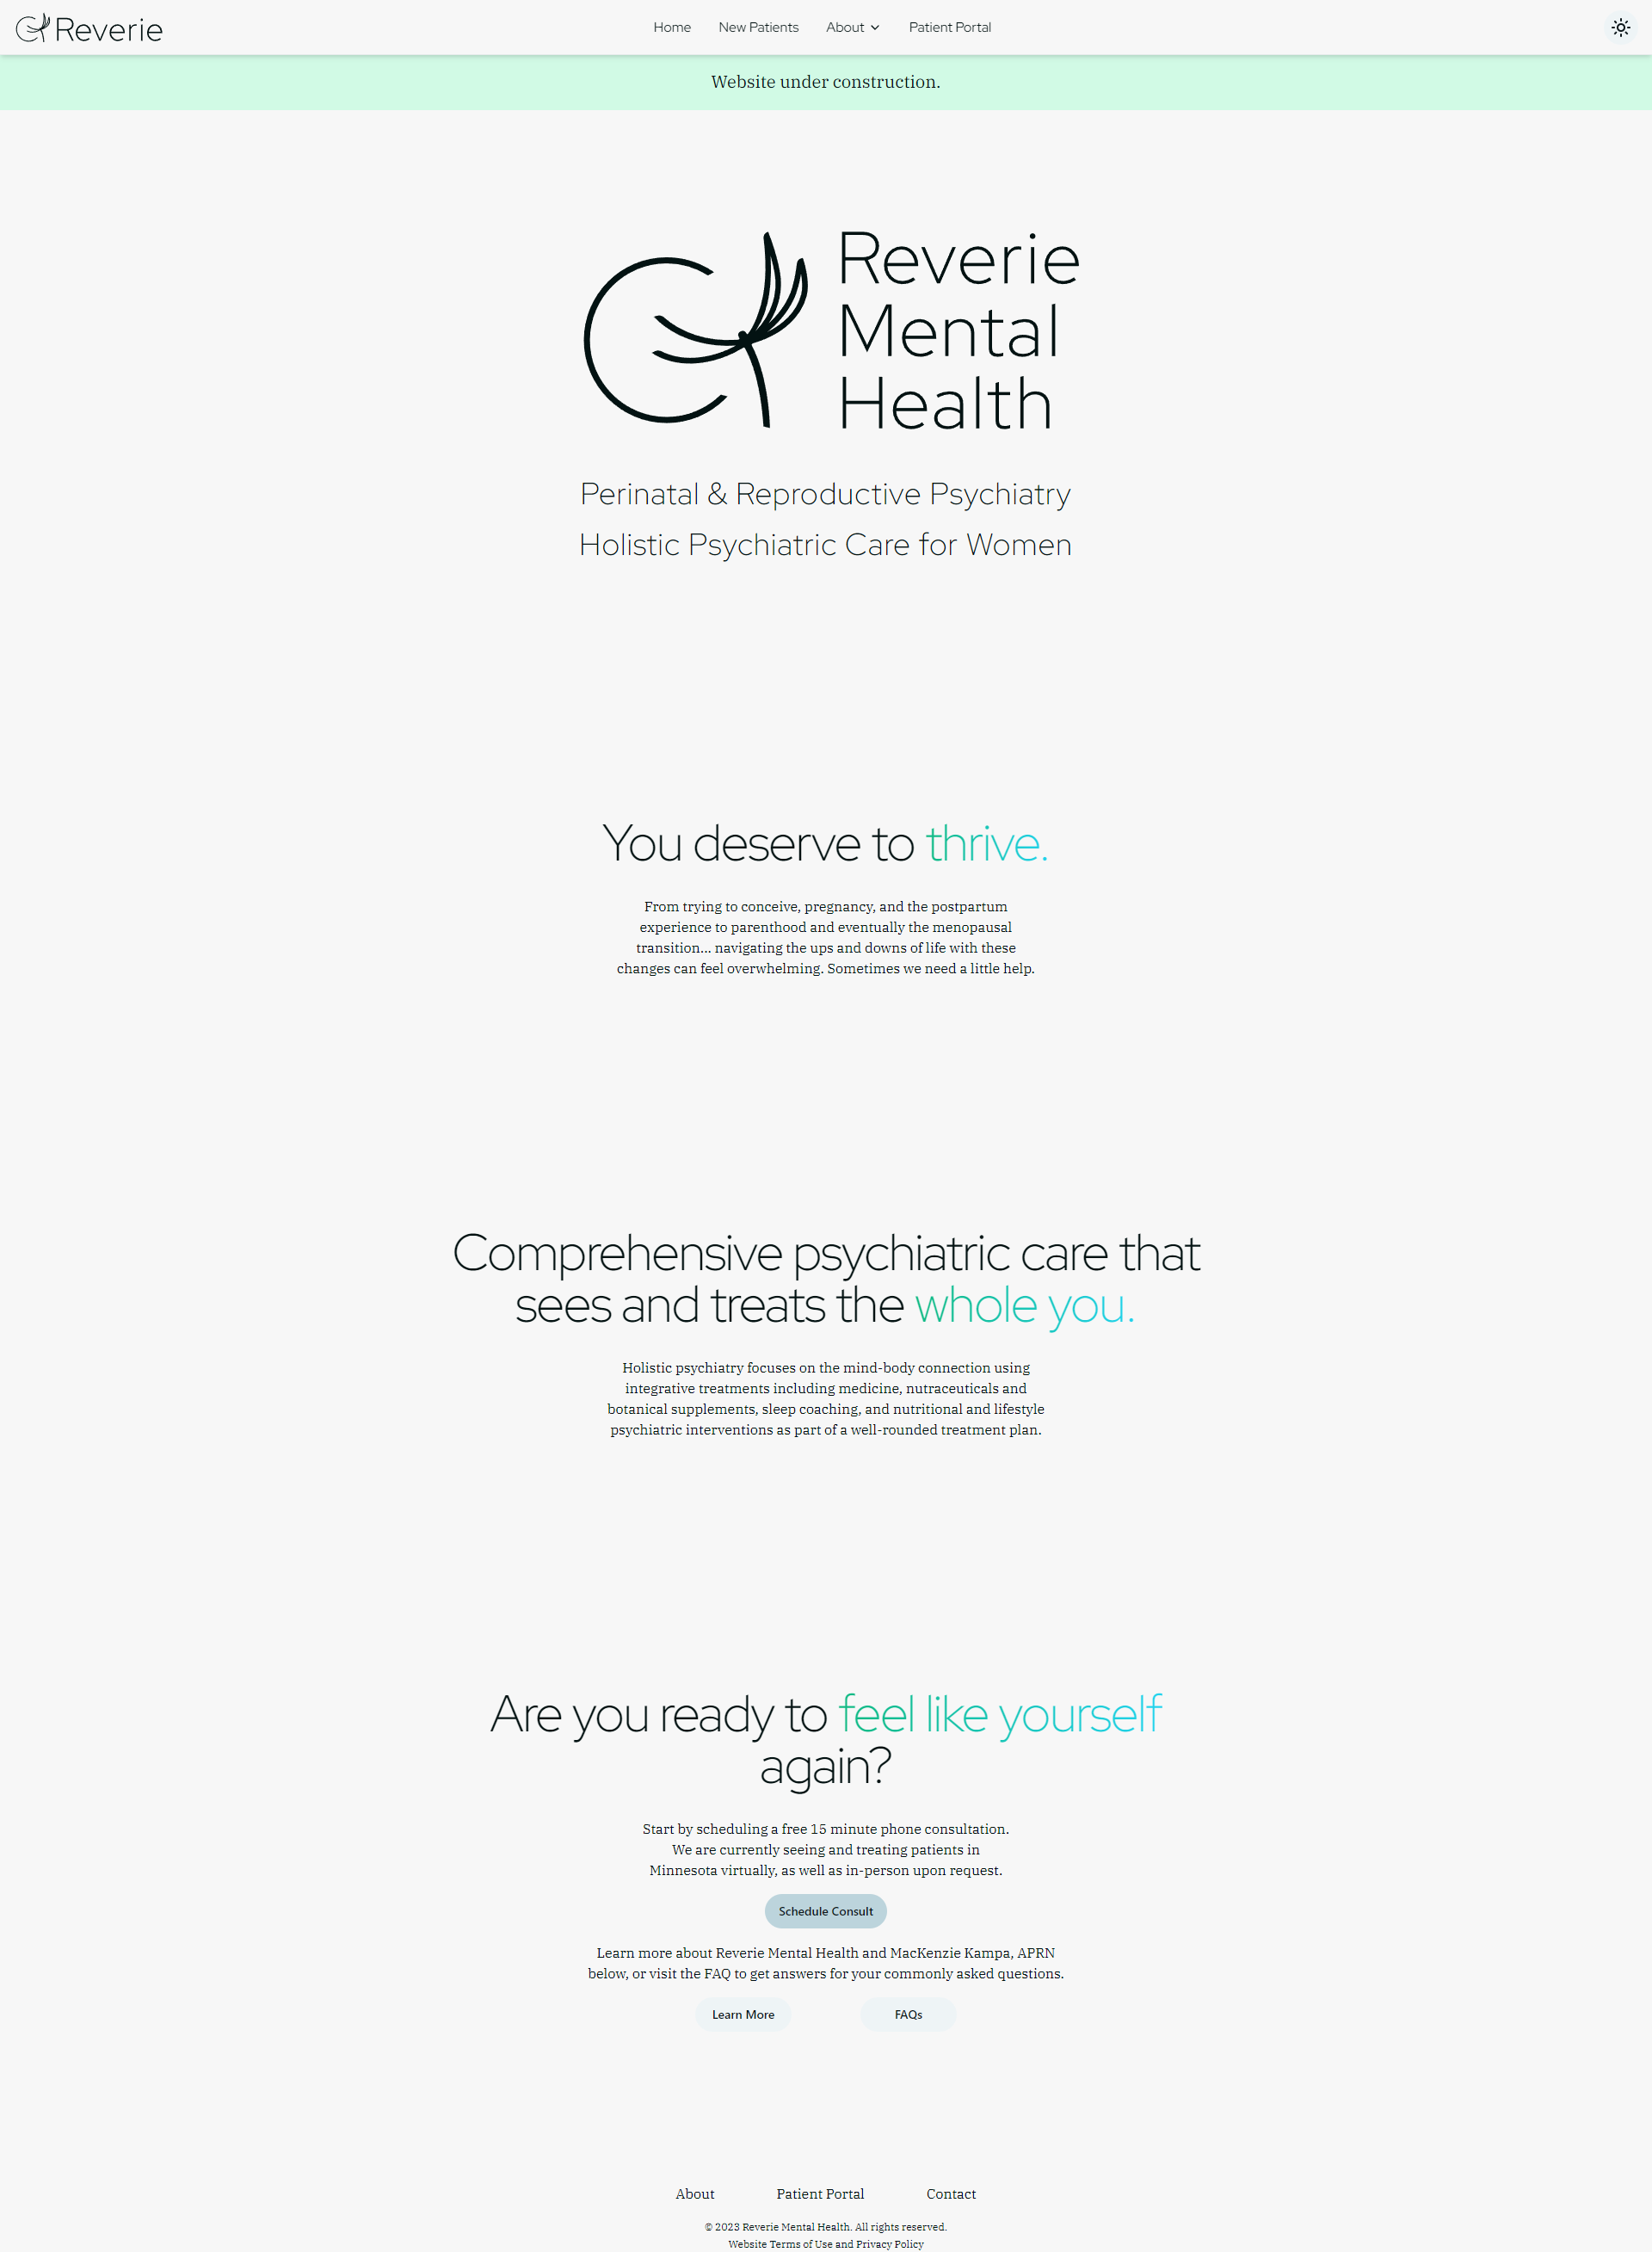 Reverie
Home New Patients About Patient Portal
Website under construction.
Reverie
Mental
Health
Perinatal & Reproductive Psychiatry
Holistic Psychiatric Care for Women
You deserve to thrive.
From trying to conceive, pregnancy, and the postpartum
experience to parenthood and eventually the menopausal
transition... navigating the ups and downs of life with these
changes can feel overwhelming. Sometimes we need a little help.
Comprehensive psychiatric care that
sees and treats the whole you.
Holistic psychiatry focuses on the mind-body connection using
integrative treatments including medicine, nutraceuticals and
botanical supplements, sleep coaching, and nutritional and lifestyle
psychiatric interventions as part of a well-rounded treatment plan.
Are you ready to feel like yourself
again?
Start by scheduling a free 15 minute phone consultation.
We are currently seeing and treating patients in
Minnesota virtually, as well as in-person upon request.
Schedule Consult
Learn more about Reverie Mental Health and MacKenzie Kampa, APRN
below, or visit the FAQ to get answers for your commonly asked questions.
Learn More FAQs
About Patient Portal Contact
© 2023 Reverie Mental Health. All rights reserved.
Website Terms of Use and Privacy Policy